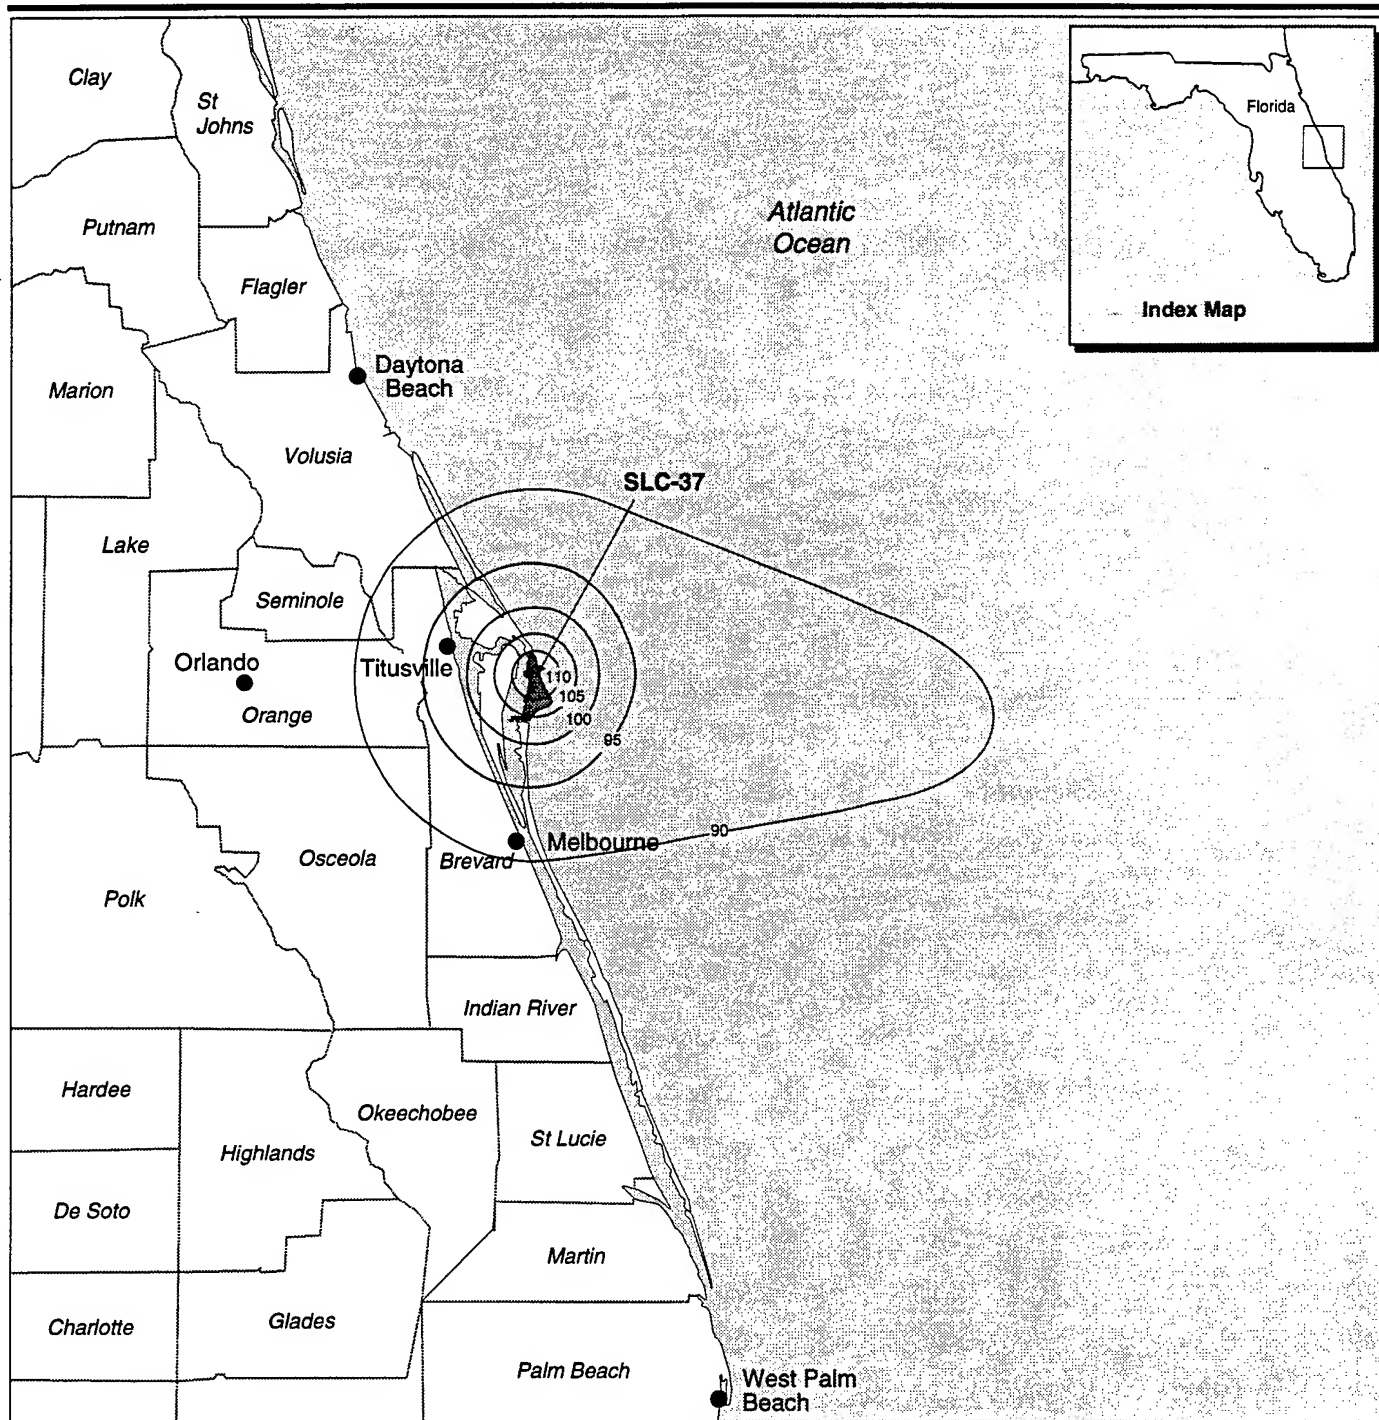 Clay
St
Johns
Florida
Atlantic
Ocean
Putnam
Flagler
Index Map
Daytona
Beach
Marion
Volusia
SLC-37
Lake
Seminole
Orlando
Titusville
110
105
Orange
100
95
90
Melbourne
Osceola
Brevard
Polk
Indian River
Hardee
Okeechobee
St Lucie
Highlands
De Soto
Martin
Glades
Charlotte
Palm Beach
West Palm
Beach